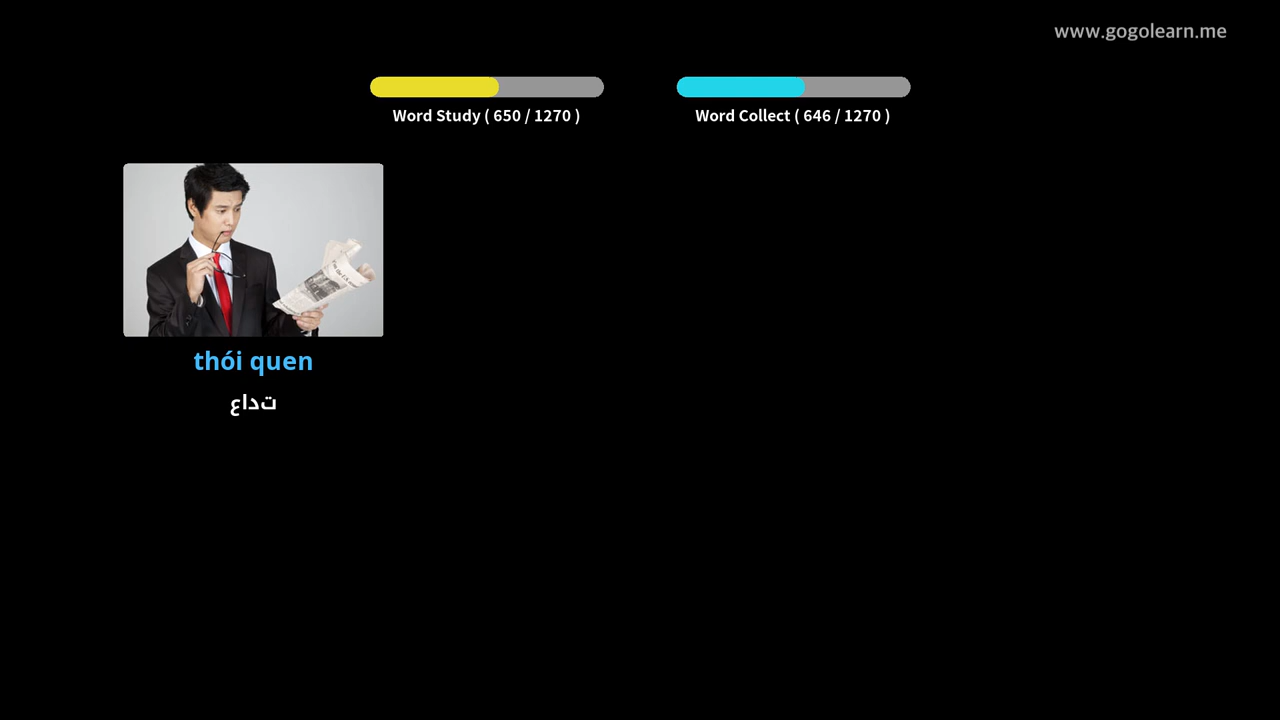 www.gogolearn.me
Word Study ( 650 / 1270 )
Word Collect ( 646 / 1270 )
thói quen
تداع